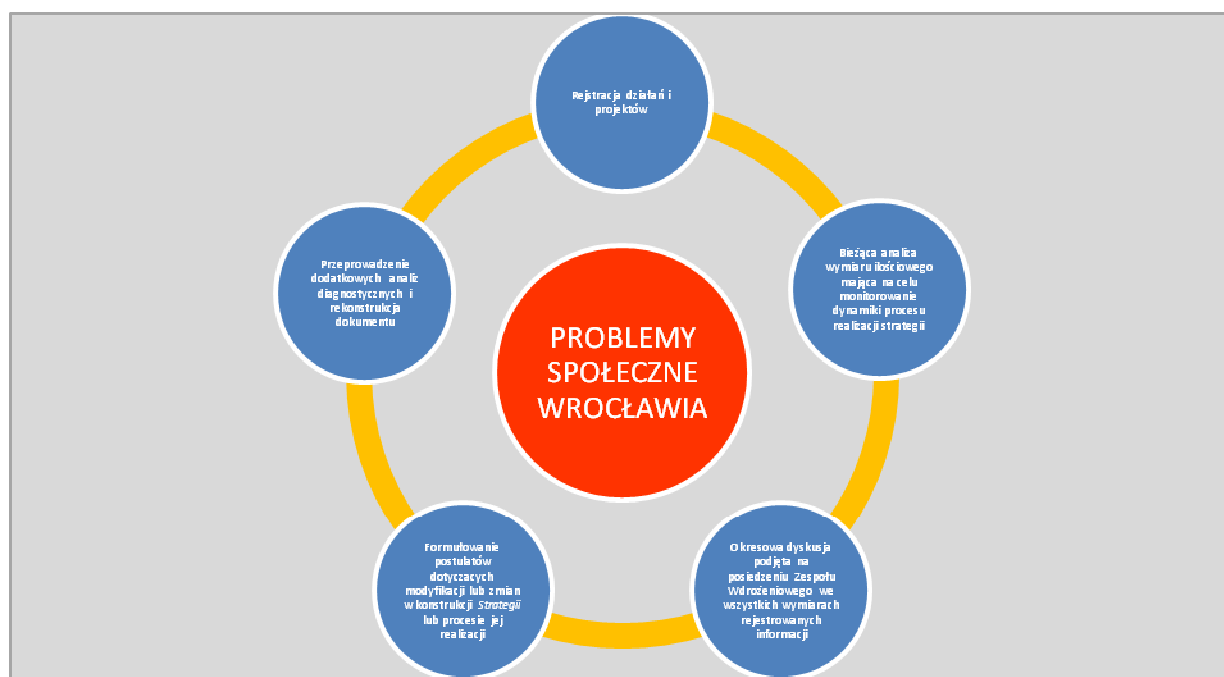 Rejstracja działań i
projektów
Bieżąca analiza
wymiaru ilościowego
mająca na celu
monitorowanie
dynamiki procesu
realizacji strategii
Okresowa dyskusja
podjęta na
posiedzeniu Zespołu
Wdrożeniowego we
wszystkich wymiarach
rejestrowanych
informacji
Formułowanie
postulatów
dotyczacych
modyfikacji lub zmian
w konstrukcji Strategii
lub procesie jej
realizacji
Przeprowadzenie
dodatkowych analiz
diagnostycznych i
rekonstrukcja
dokumentu
PROBLEMY
SPOŁECZNE
WROCŁAWIA